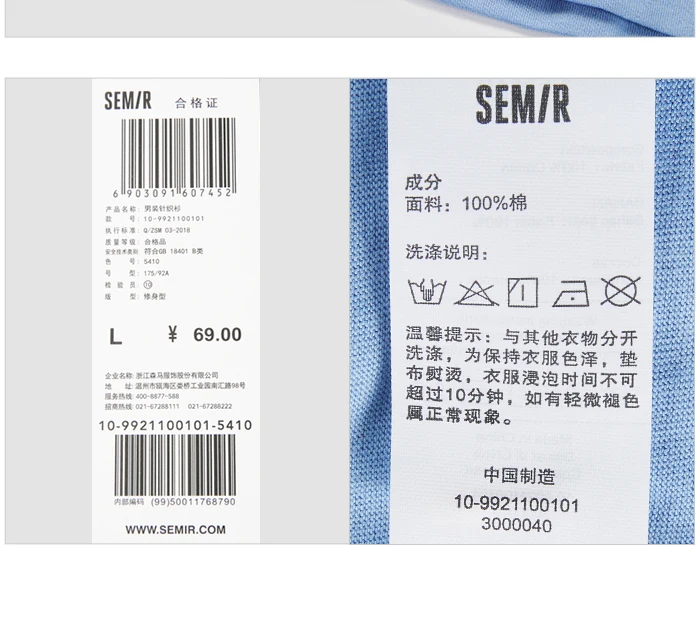 SEM/R 合格证
6 903091 607452
产品名称: 男装针织衫
款 号: 10-9921100101
执行标准: Q/ZSM 03-2018
质量等级: 合格品
安全技术类别: 符合GB 18401 B类
色 号: 5410
号 型: 175/92A
检 验 员: 10
版 型: 修身型
L ¥ 69.00
企业名称: 浙江森马服饰股份有限公司
地 址: 温州市瓯海区娄桥工业园南汇路98号
服务热线: 400-8877-588
招商热线: 021-67288111 021-67288222
10-9921100101-5410
内部编码 (99)50011768790
WWW.SEMIR.COM
SEM/R
成分
面料: 100%棉
洗涤说明:
温馨提示: 与其他衣物分开
洗涤, 为保持衣服色泽, 垫
布熨烫, 衣服浸泡时间不可
超过10分钟, 如有轻微褪色
属正常现象。
中国制造
10-9921100101
3000040